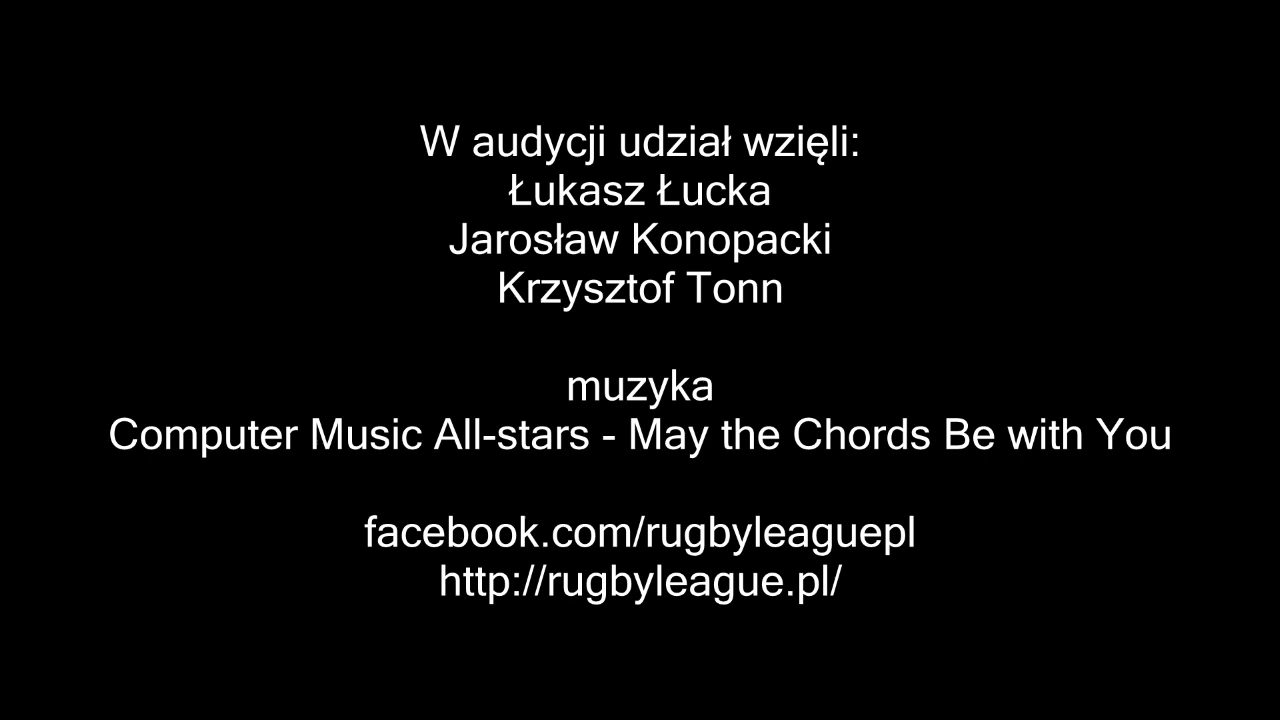 W audycji udział wzięli:
Łukasz Łucka
Jarosław Konopacki
Krzysztof Tonn
muzyka
Computer Music All-stars - May the Chords Be with You
facebook.com/rugbyleaguepl
http://rugbyleague.pl/